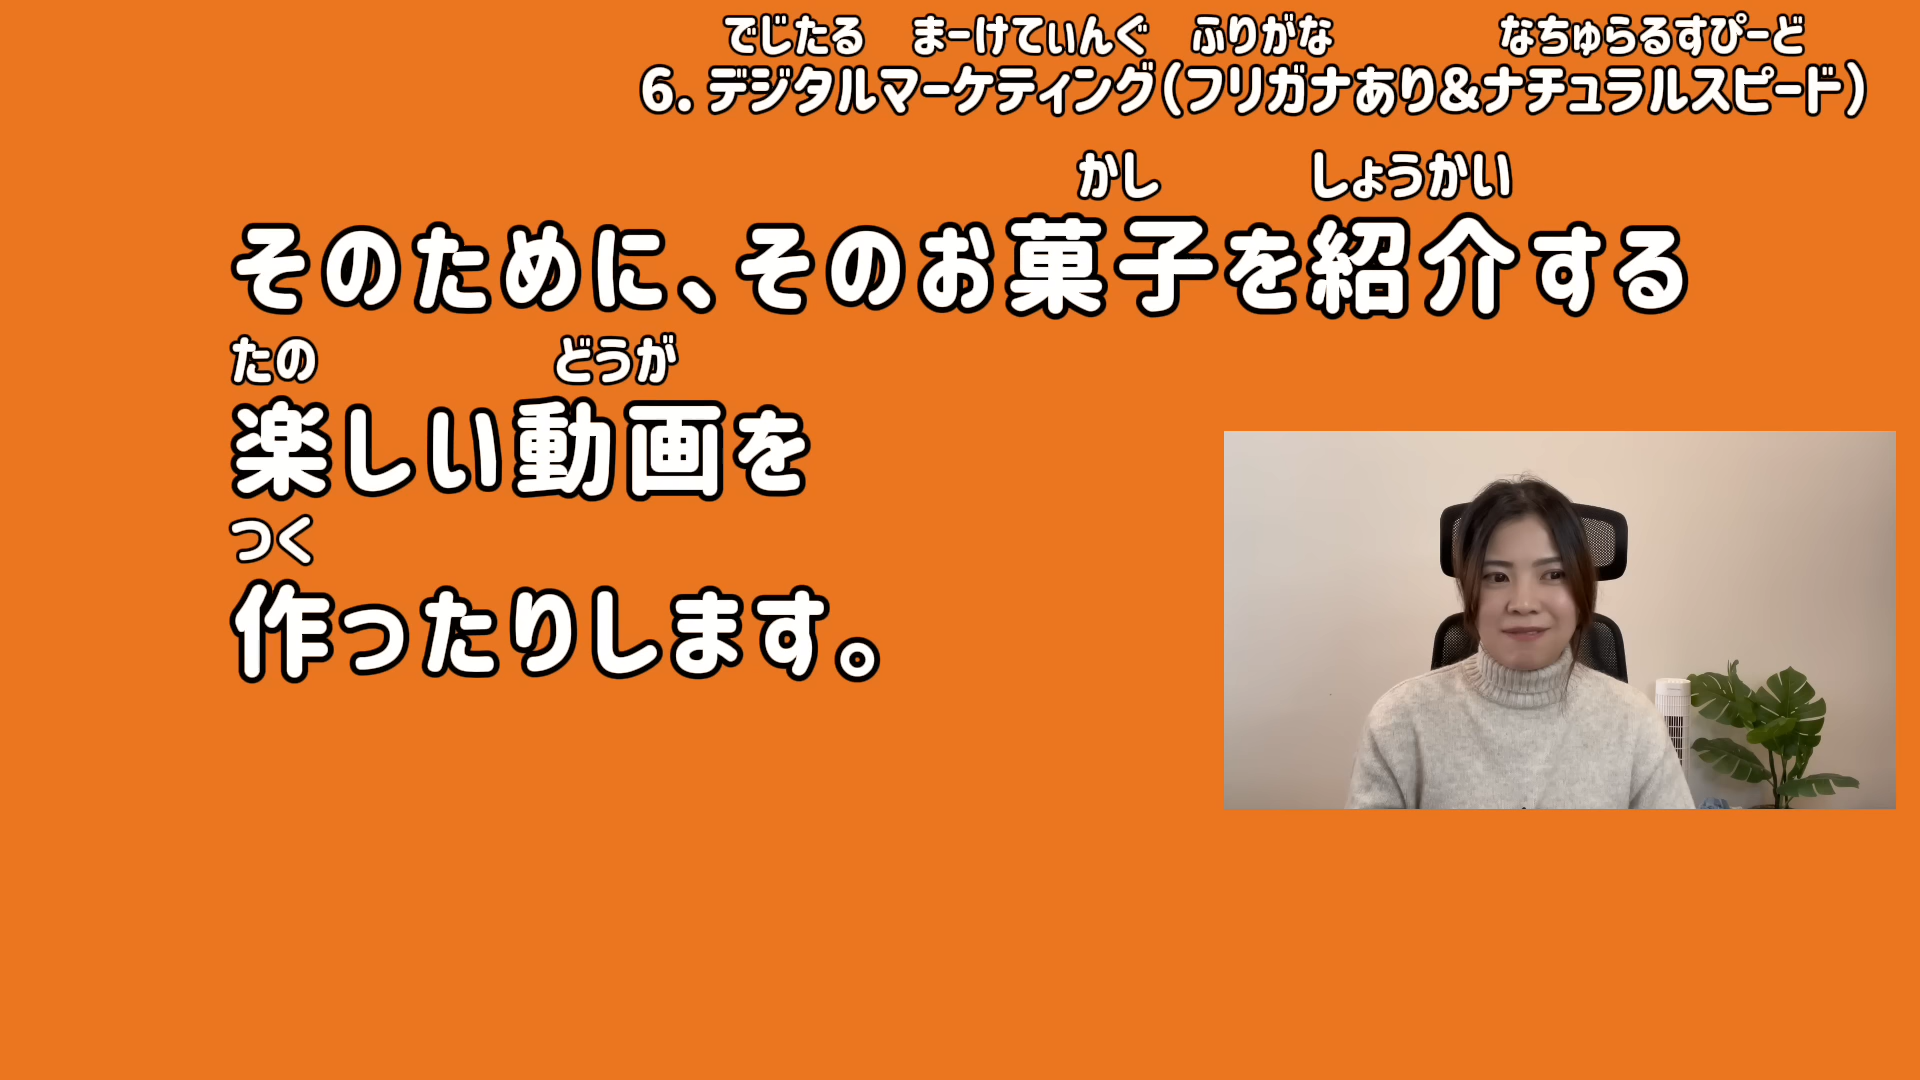 でじたる まーけてぃんぐ ふりがな なちゅらるすぴーど
6. デジタルマーケティング(フリガナあり&ナチュラルスピード)
かし しょうかい
そのために、そのお菓子を紹介する
たの どうが
楽しい動画を
つく
作ったりします。